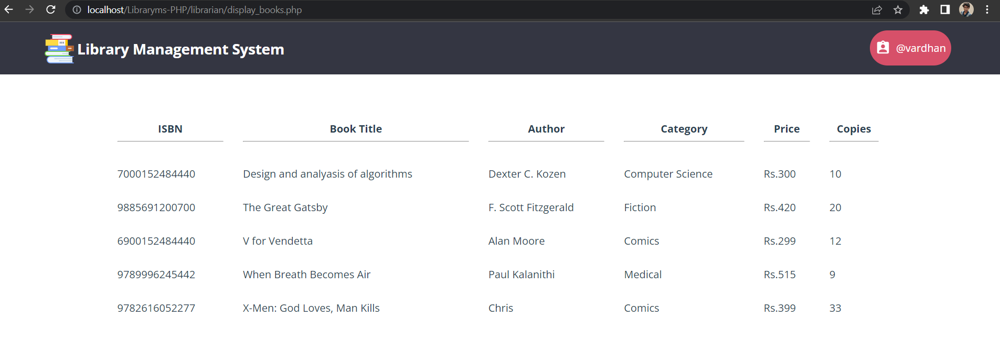 localhost/Libraryms-PHP/librarian/display_books.php
Library Management System
@vardhan
ISBN Book Title Author Category Price Copies
7000152484440 Design and analyasis of algorithms Dexter C. Kozen Computer Science Rs.300 10
9885691200700 The Great Gatsby F. Scott Fitzgerald Fiction Rs.420 20
6900152484440 V for Vendetta Alan Moore Comics Rs.299 12
9789996245442 When Breath Becomes Air Paul Kalanithi Medical Rs.515 9
9782616052277 X-Men: God Loves, Man Kills Chris Comics Rs.399 33